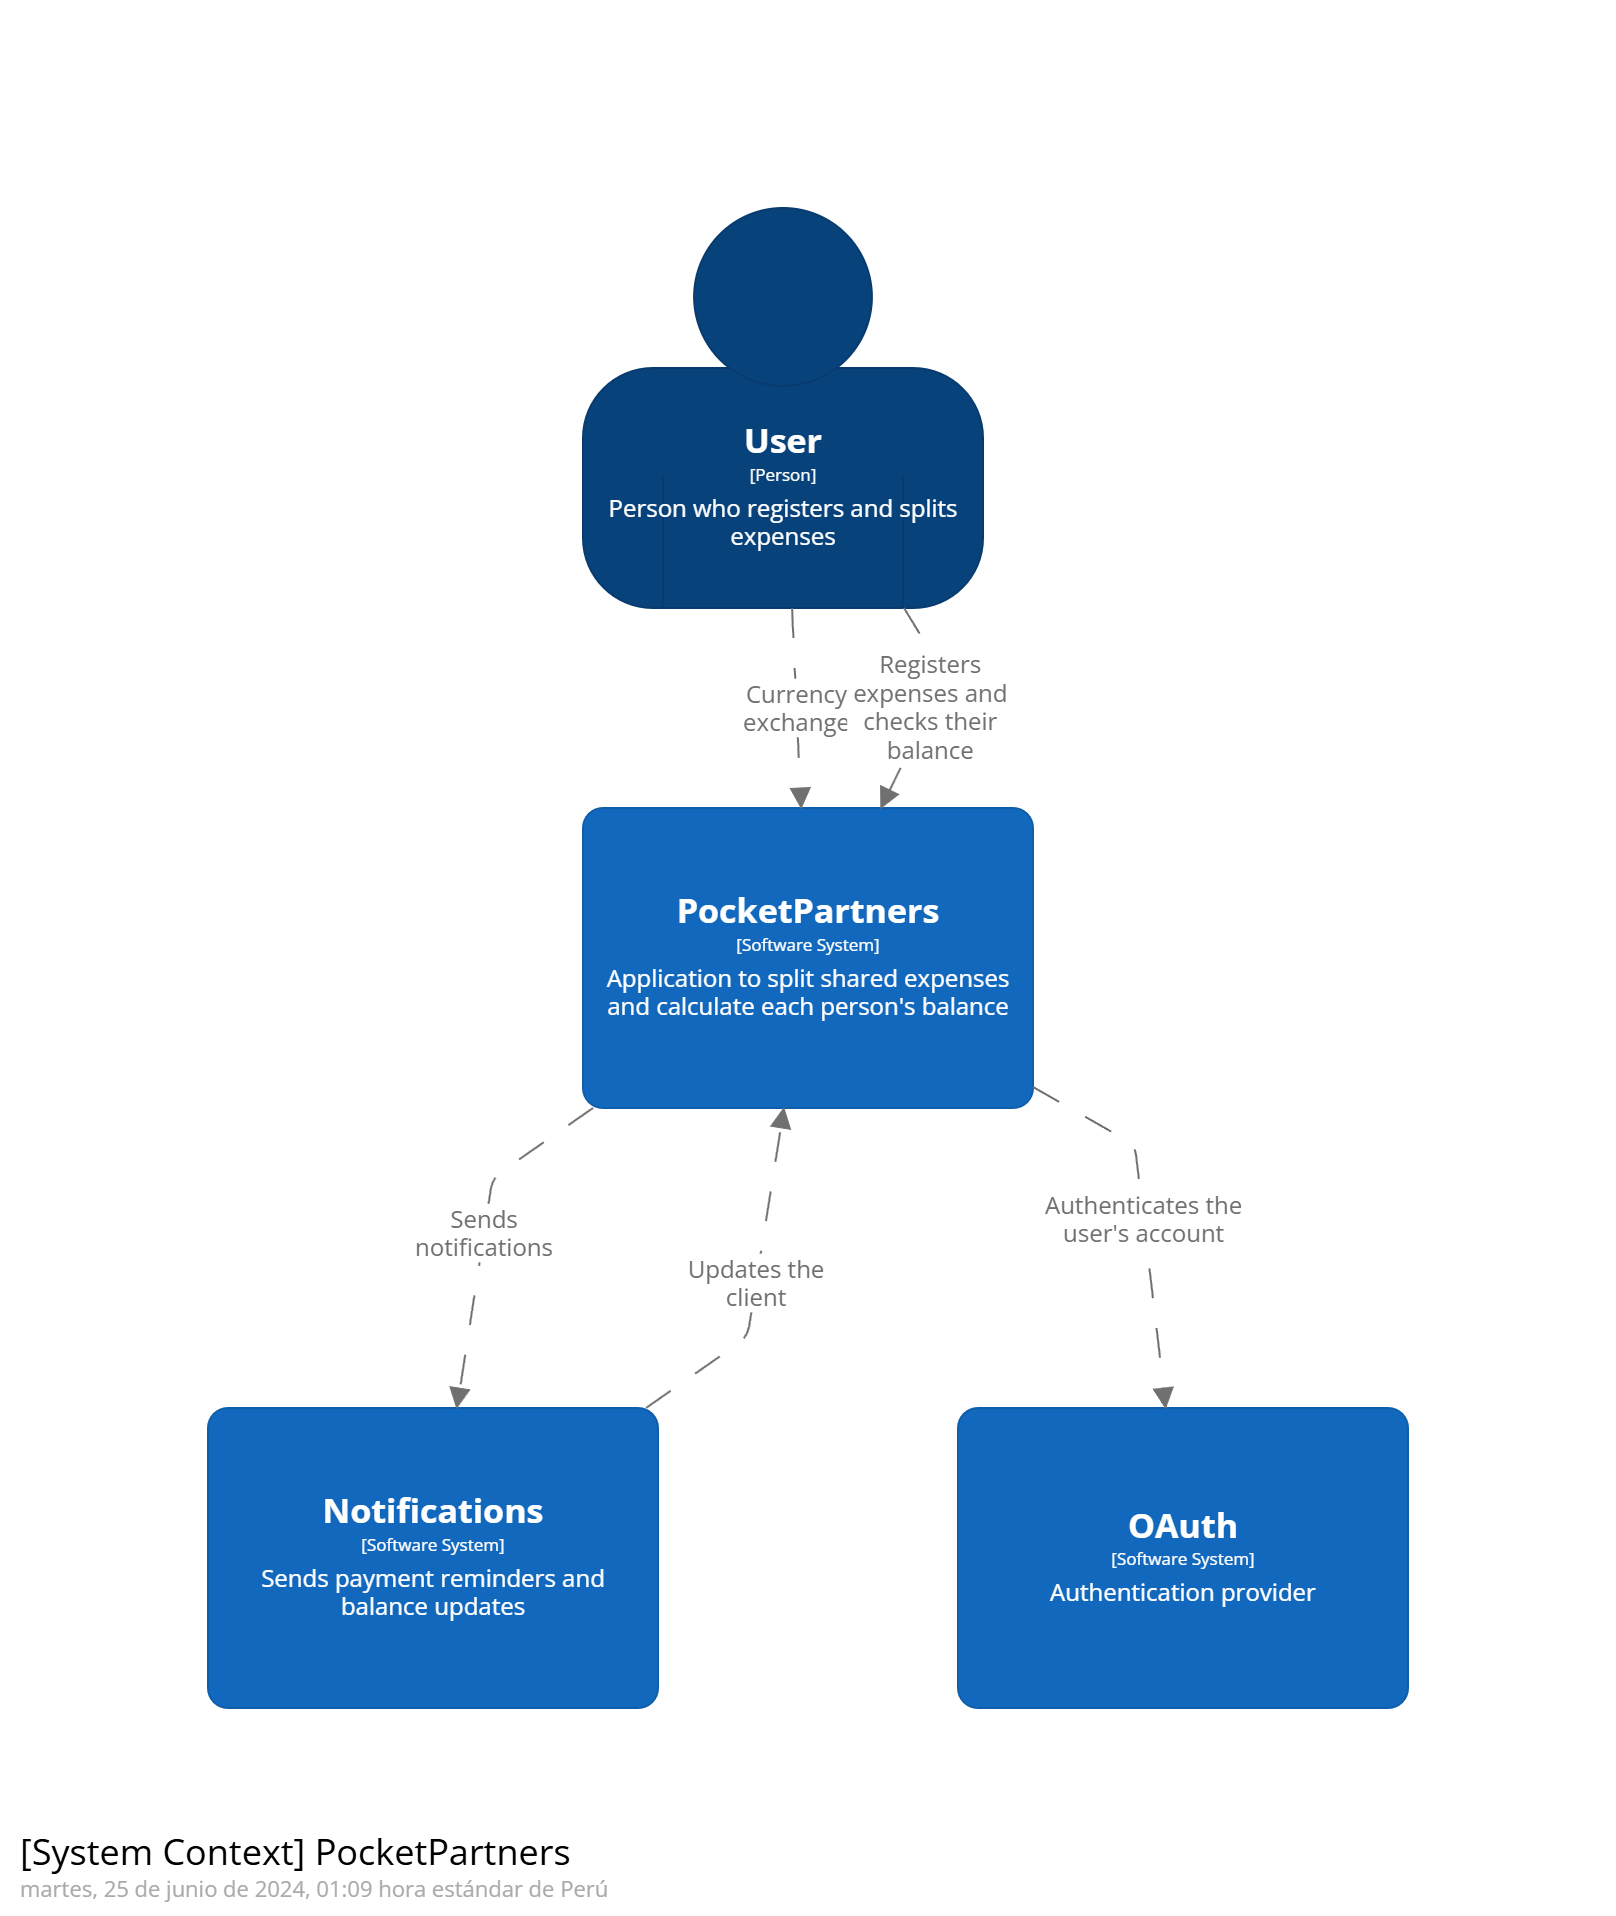 User
[Person]
Person who registers and splits
expenses
Currency
exchange
Registers
expenses and
checks their
balance
PocketPartners
[Software System]
Application to split shared expenses
and calculate each person's balance
Sends
notifications
Updates the
client
Authenticates the
user's account
Notifications
[Software System]
Sends payment reminders and
balance updates
OAuth
[Software System]
Authentication provider
[System Context] PocketPartners
martes, 25 de junio de 2024, 01:09 hora estándar de Perú